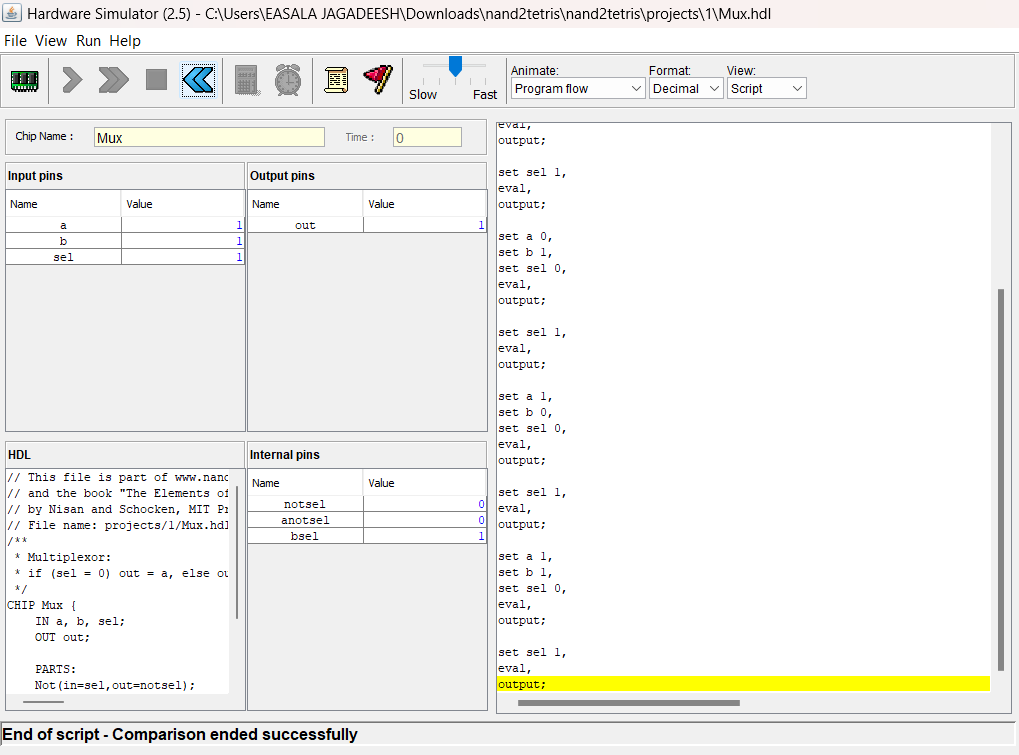 Hardware Simulator (2.5) - C:\Users\EASALA JAGADEESH\Downloads\nand2tetris\nand2tetris\projects\1\Mux.hdl
File View Run Help
Slow Fast
Animate: Format: View:
Program flow Decimal Script
Chip Name : Mux Time : 0
Input pins
Name Value
a 1
b 1
sel 1
Output pins
Name Value
out 1
HDL
// This file is part of www.nand
// and the book "The Elements of
// by Nisan and Schocken, MIT Pr
// File name: projects/1/Mux.hdl
/**
* Multiplexor:
* if (sel = 0) out = a, else ou
*/
CHIP Mux {
IN a, b, sel;
OUT out;
PARTS:
Not(in=sel,out=notsel);
Internal pins
Name Value
notsel 0
anotsel 0
bsel 1
eval,
output;
set sel 1,
eval,
output;
set a 0,
set b 1,
set sel 0,
eval,
output;
set sel 1,
eval,
output;
set a 1,
set b 0,
set sel 0,
eval,
output;
set sel 1,
eval,
output;
set a 1,
set b 1,
set sel 0,
eval,
output;
set sel 1,
eval,
output;
End of script - Comparison ended successfully